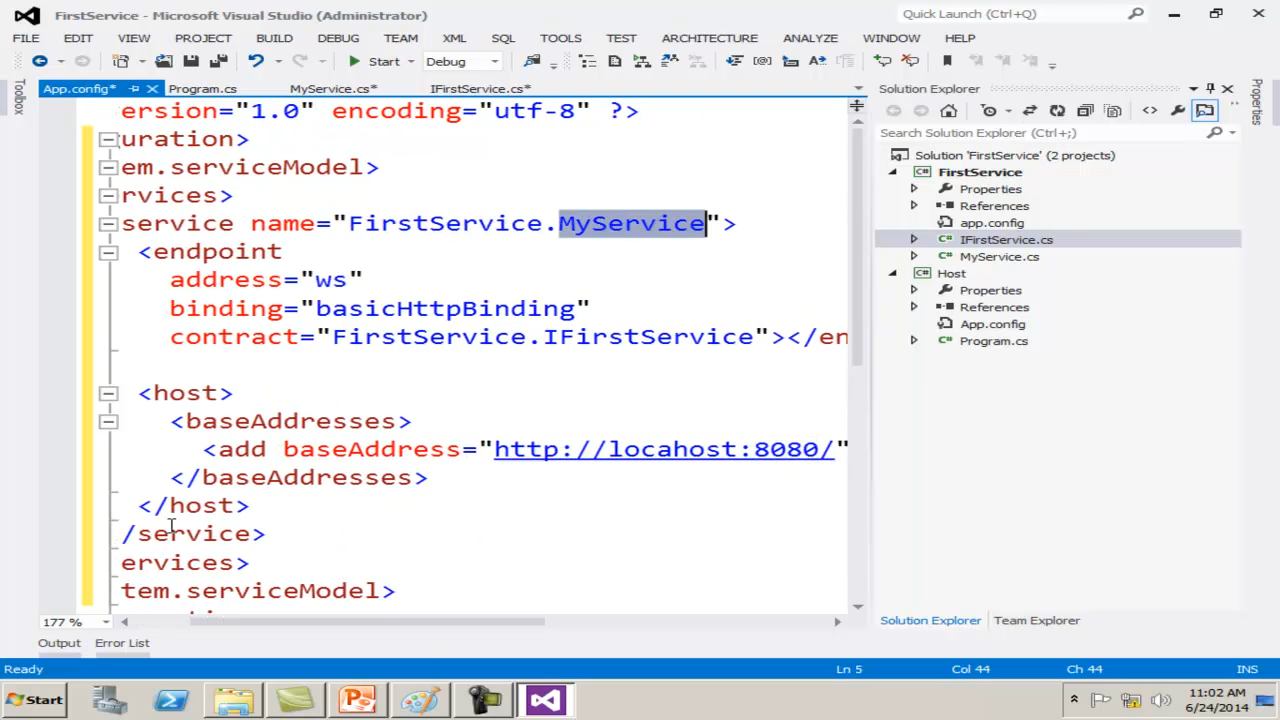 FirstService - Microsoft Visual Studio (Administrator)
Quick Launch (Ctrl+Q)
FILE EDIT VIEW PROJECT BUILD DEBUG TEAM XML SQL TOOLS TEST ARCHITECTURE ANALYZE WINDOW HELP
Start Debug
App.config* Program.cs MyService.cs* IFirstService.cs*
Toolbox
ersion="1.0" encoding="utf-8" ?>
uration>
em.serviceModel>
rvices>
service name="FirstService.MyService">
<endpoint
address="ws"
binding="basicHttpBinding"
contract="FirstService.IFirstService"></en
<host>
<baseAddresses>
<add baseAddress="http://locahost:8080/"
</baseAddresses>
</host>
/service>
ervices>
tem.serviceModel>
177 %
Solution Explorer
Search Solution Explorer (Ctrl+;)
Solution 'FirstService' (2 projects)
FirstService
Properties
References
app.config
IFirstService.cs
MyService.cs
Host
Properties
References
App.config
Program.cs
Solution Explorer Team Explorer
Properties
Output Error List
Ready Ln 5 Col 44 Ch 44 INS
Start
11:02 AM
6/24/2014